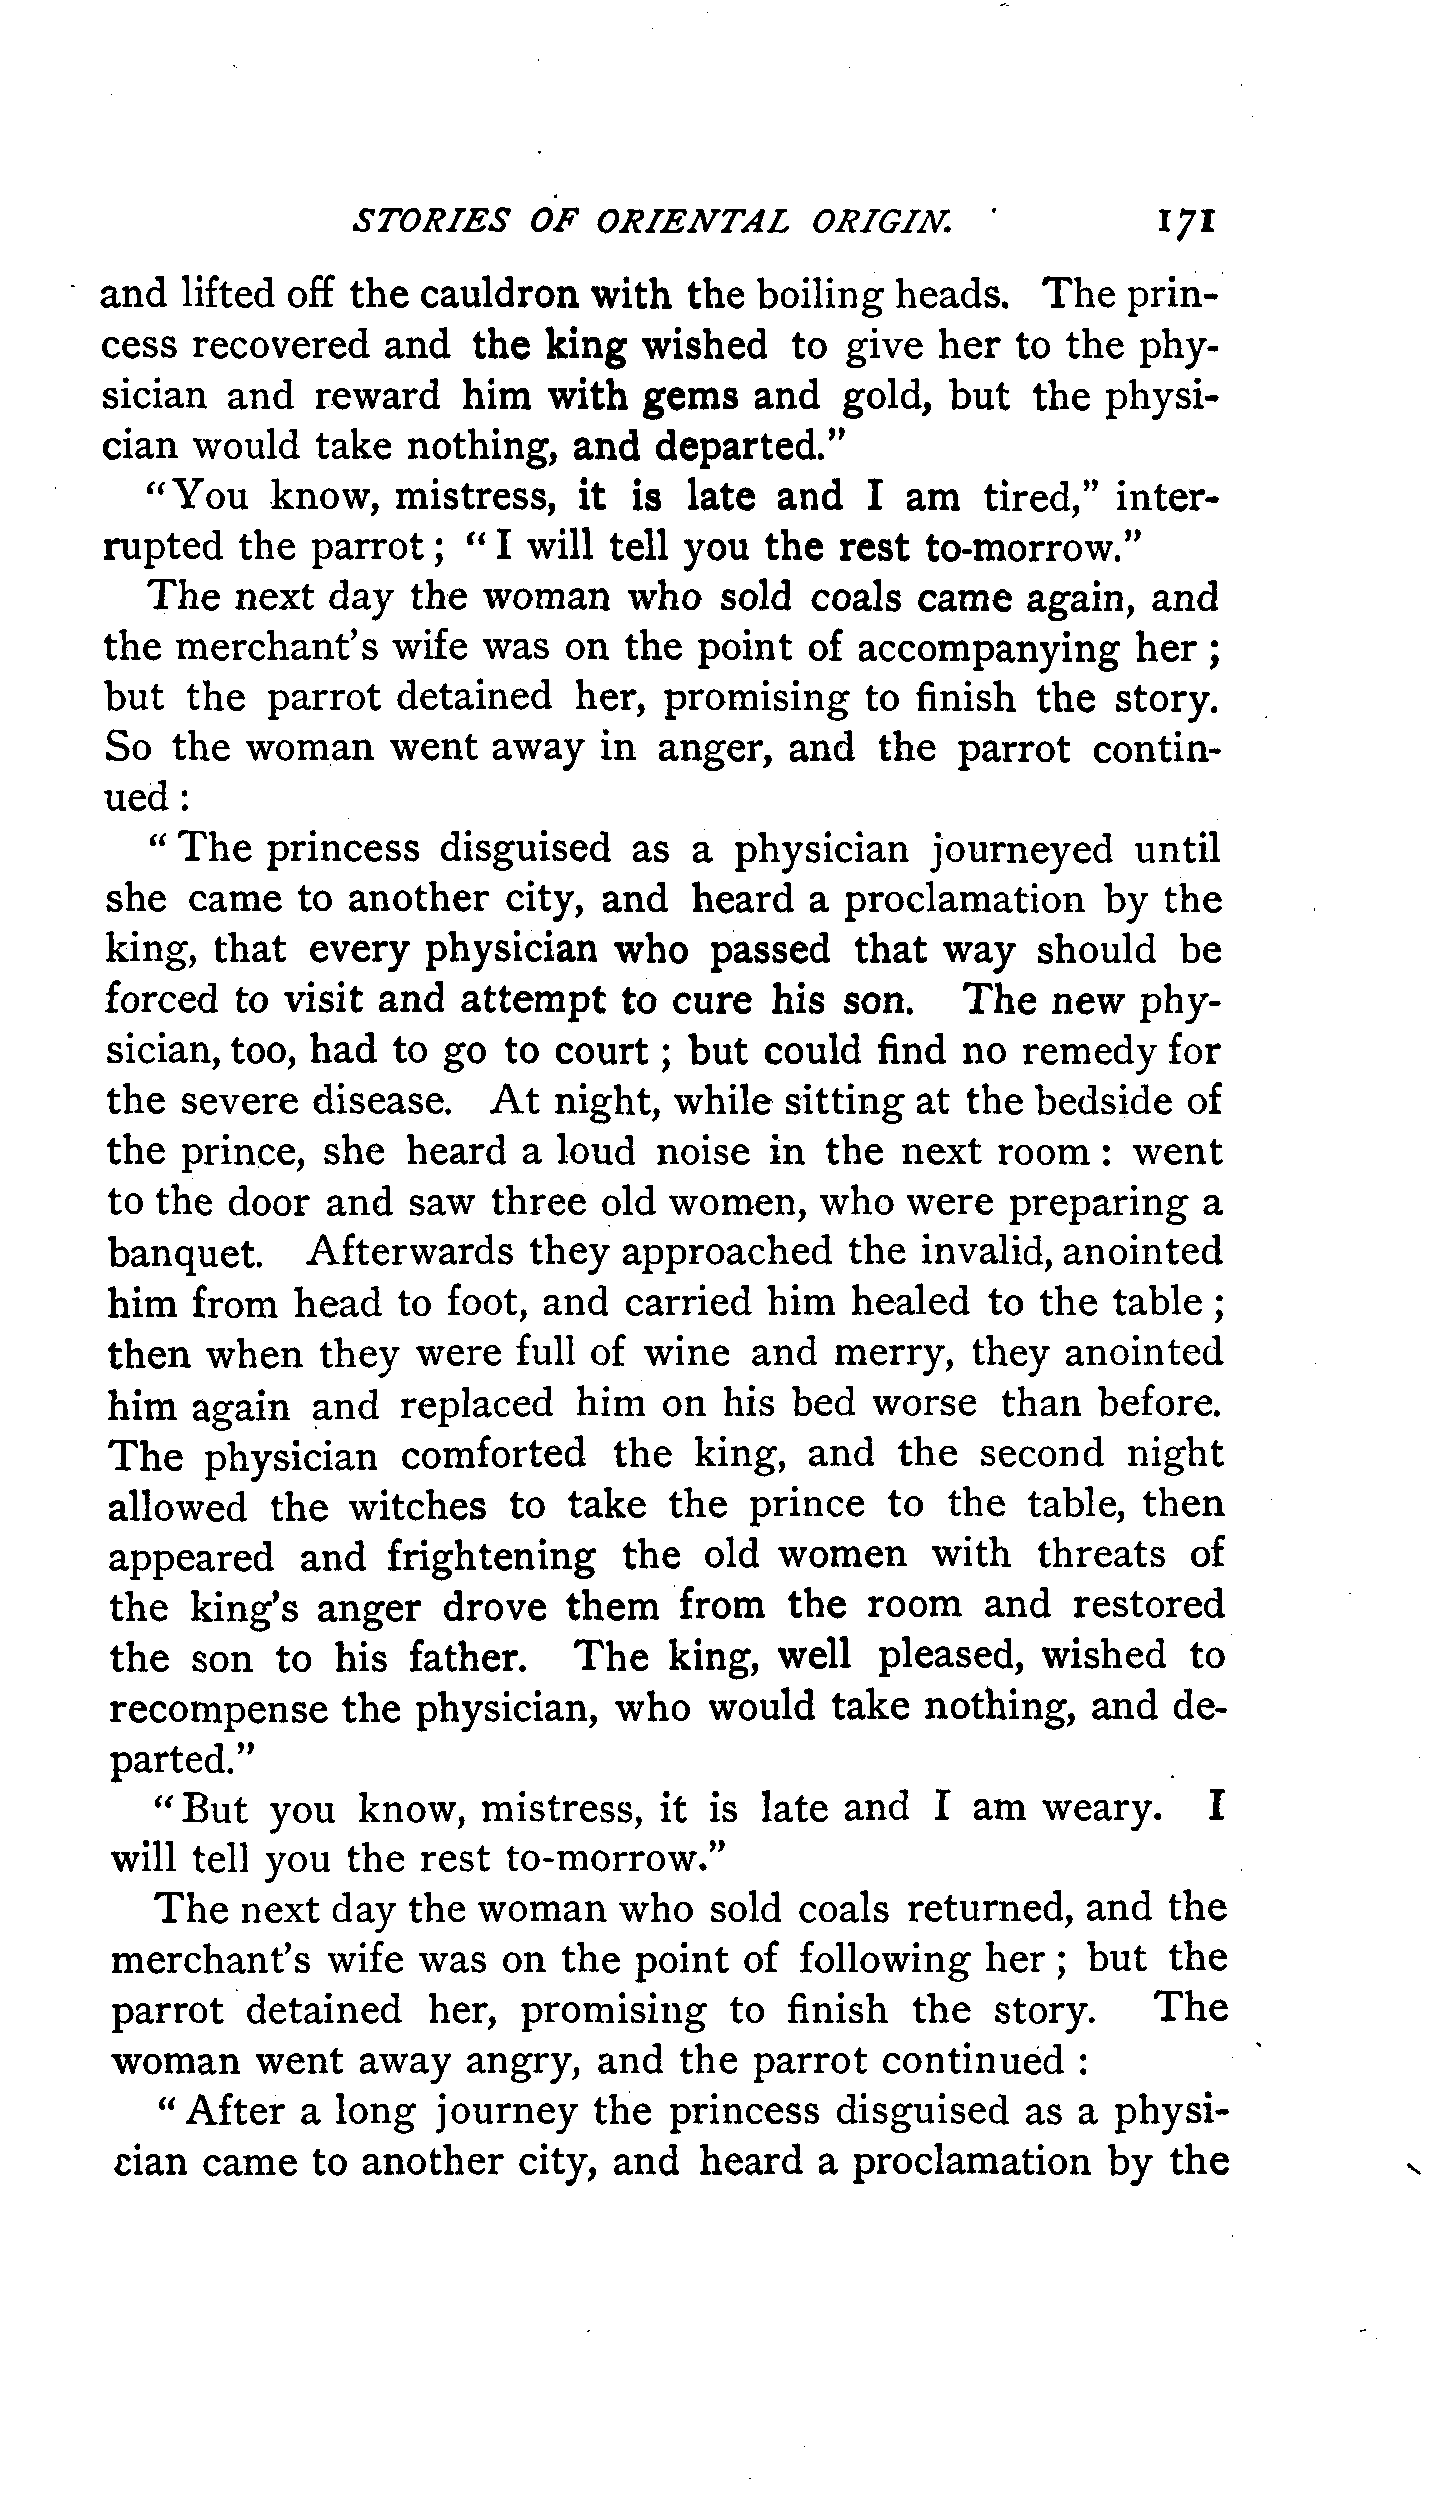 STORIES OF ORIENTAL ORIGIN. 171
and lifted off the cauldron with the boiling heads. The prin-
cess recovered and the king wished to give her to the phy-
sician and reward him with gems and gold, but the physi-
cian would take nothing, and departed."
"You know, mistress, it is late and I am tired," inter-
rupted the parrot; "I will tell you the rest to-morrow."
The next day the woman who sold coals came again, and
the merchant's wife was on the point of accompanying her;
but the parrot detained her, promising to finish the story.
So the woman went away in anger, and the parrot contin-
ued:
"The princess disguised as a physician journeyed until
she came to another city, and heard a proclamation by the
king, that every physician who passed that way should be
forced to visit and attempt to cure his son. The new phy-
sician, too, had to go to court; but could find no remedy for
the severe disease. At night, while sitting at the bedside of
the prince, she heard a loud noise in the next room: went
to the door and saw three old women, who were preparing a
banquet. Afterwards they approached the invalid, anointed
him from head to foot, and carried him healed to the table;
then when they were full of wine and merry, they anointed
him again and replaced him on his bed worse than before.
The physician comforted the king, and the second night
allowed the witches to take the prince to the table, then
appeared and frightening the old women with threats of
the king's anger drove them from the room and restored
the son to his father. The king, well pleased, wished to
recompense the physician, who would take nothing, and de-
parted."
"But you know, mistress, it is late and I am weary. I
will tell you the rest to-morrow."
The next day the woman who sold coals returned, and the
merchant's wife was on the point of following her; but the
parrot detained her, promising to finish the story. The
woman went away angry, and the parrot continued:
"After a long journey the princess disguised as a physi-
cian came to another city, and heard a proclamation by the